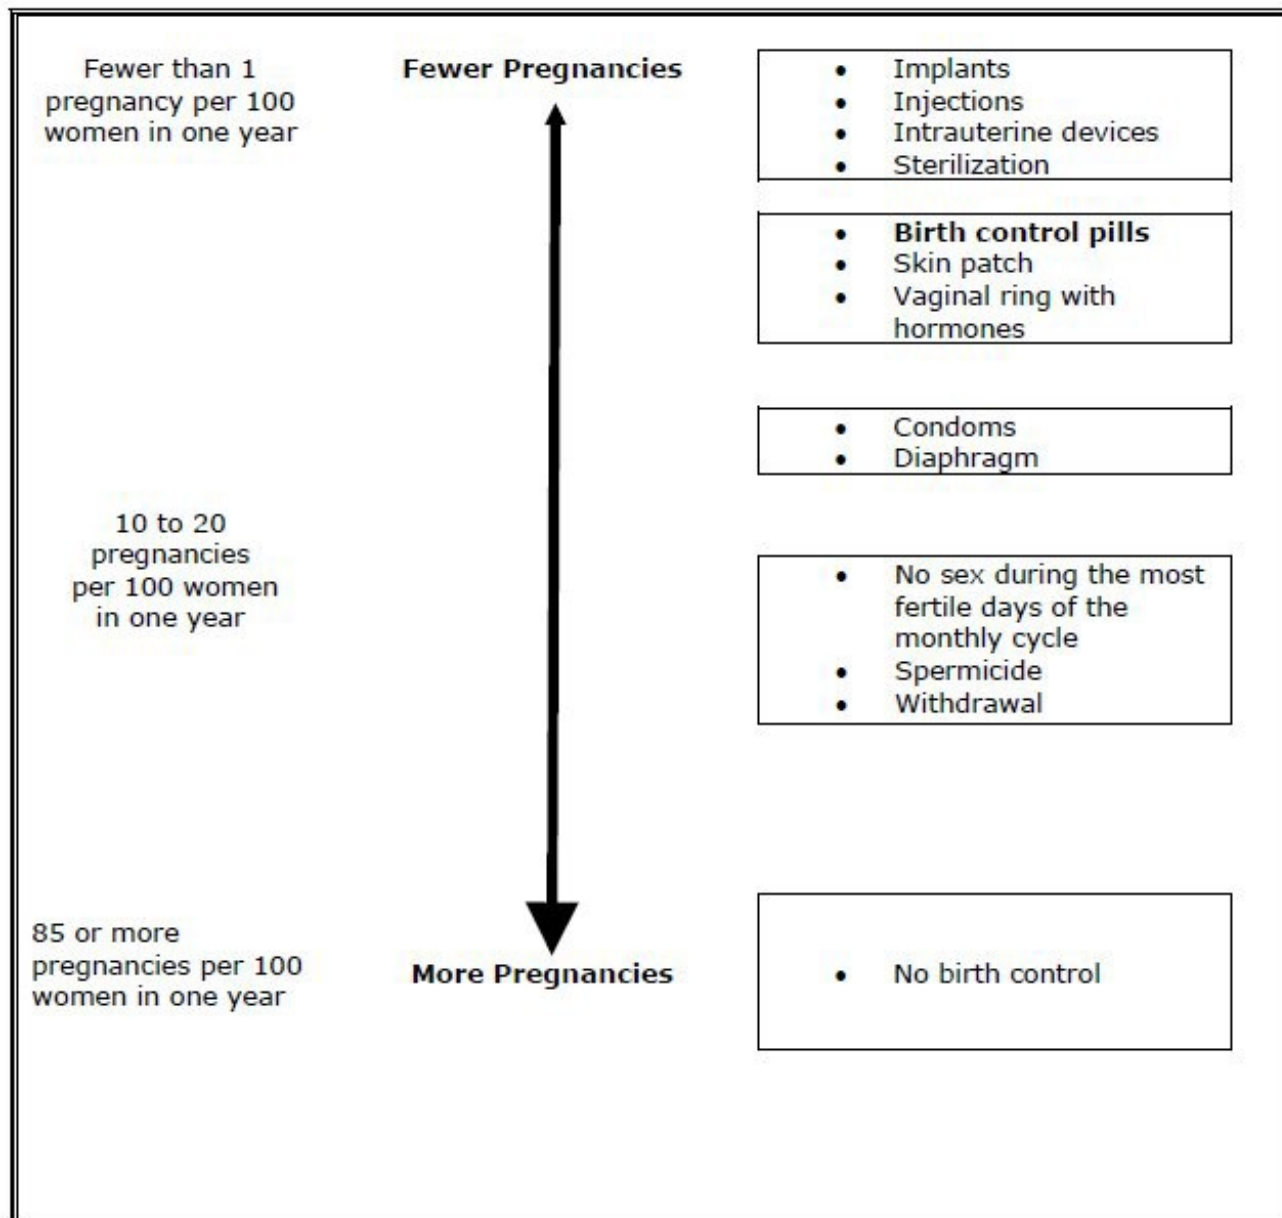 Fewer than 1
pregnancy per 100
women in one year
Fewer Pregnancies
• Implants
• Injections
• Intrauterine devices
• Sterilization
• Birth control pills
• Skin patch
• Vaginal ring with
hormones
• Condoms
• Diaphragm
10 to 20
pregnancies
per 100 women
in one year
• No sex during the most
fertile days of the
monthly cycle
• Spermicide
• Withdrawal
85 or more
pregnancies per 100
women in one year
More Pregnancies
• No birth control